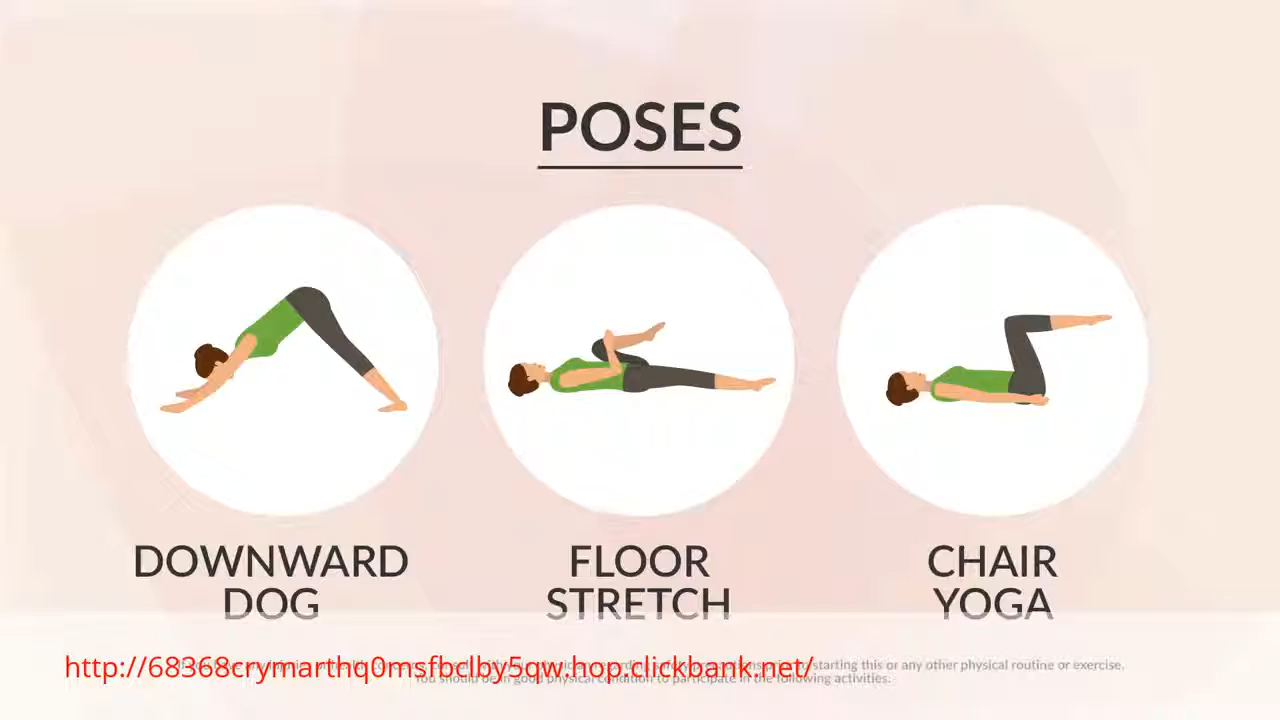 POSES
DOWNWARD
DOG
FLOOR
STRETCH
CHAIR
YOGA
http://68368crymarthq0msfbclby5qw.hop.clickbank.net/
starting this or any other physical routine or exercise.
You should be in good physical condition to participate in the following activities.